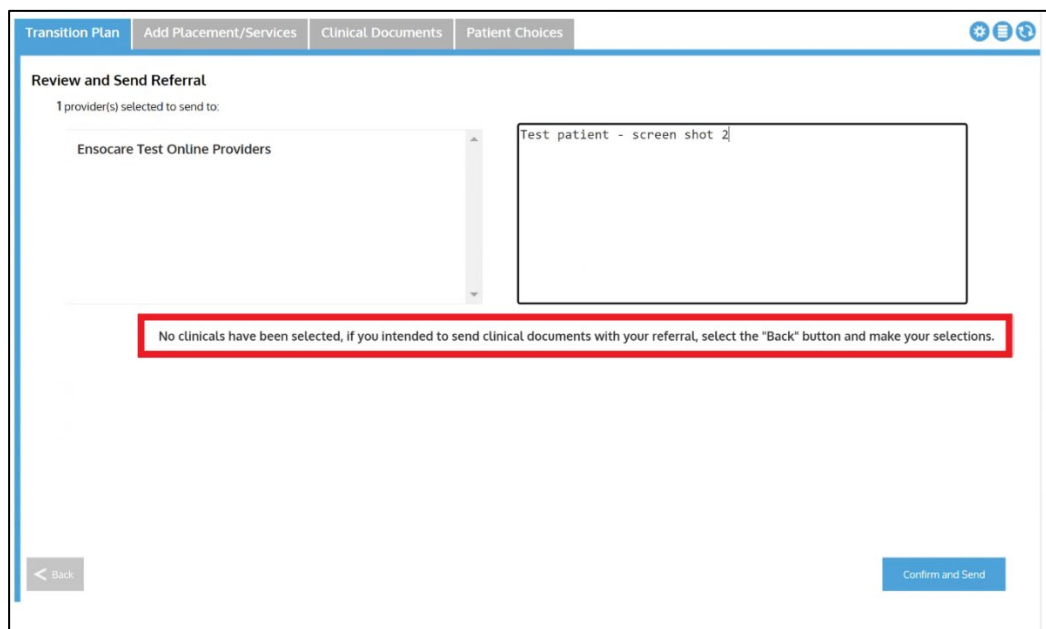 Transition Plan
Add Placement/Services
Clinical Documents
Patient Choices
Review and Send Referral
1 provider(s) selected to send to:
Ensocare Test Online Providers
Test patient - screen shot 2
No clinicals have been selected, if you intended to send clinical documents with your referral, select the "Back" button and make your selections.
< Back
Confirm and Send